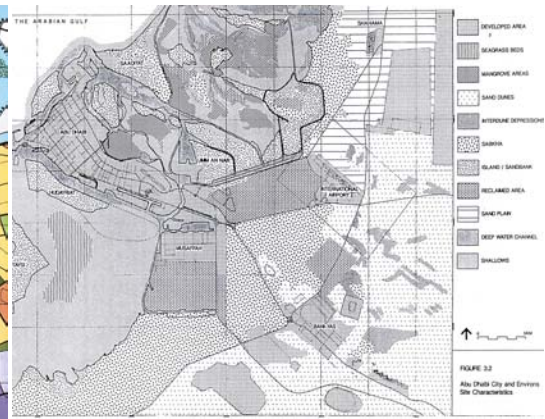 THE ARABIAN GULF
SHAHAMA
SAADIYAT
ABU DHABI
UMM AN NAR
HUDAYRIAT
INTERNATIONAL
AIRPORT
MUSAFFAH
BANI YAS
DEVELOPED AREA
SEAGRASS BEDS
MANGROVE AREAS
SAND DUNES
INTERDUNE DEPRESSIONS
SABKHA
ISLAND / SANDBANK
RECLAIMED AREA
SAND PLAIN
DEEP WATER CHANNEL
SHALLOWS
FIGURE 3.2
Abu Dhabi City and Environs
Site Characteristics